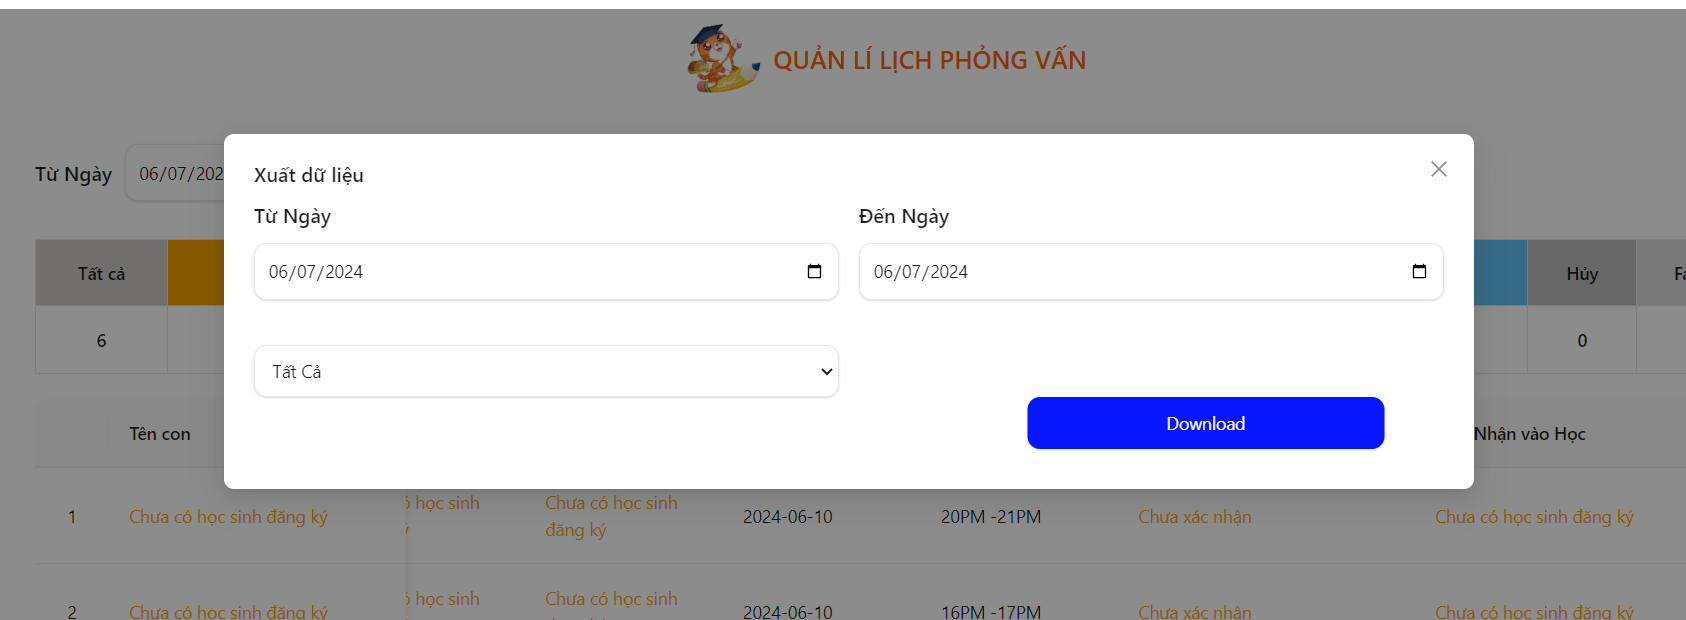 QUẢN LÍ LỊCH PHỎNG VẤN
Từ Ngày
06/07/202
Xuất dữ liệu
Từ Ngày
Đến Ngày
06/07/2024
06/07/2024
Tất cả
Hủy
6
0
Tất Cả
Download
Tên con
Nhận vào Học
1
Chưa có học sinh đăng ký
học sinh
Chưa có học sinh
đăng ký
2024-06-10
20PM -21PM
Chưa xác nhận
Chưa có học sinh đăng ký
2
Chưa có học sinh đăng ký
học sinh
Chưa có học sinh
2024-06-10
16PM -17PM
Chưa xác nhận
Chưa có học sinh đăng ký